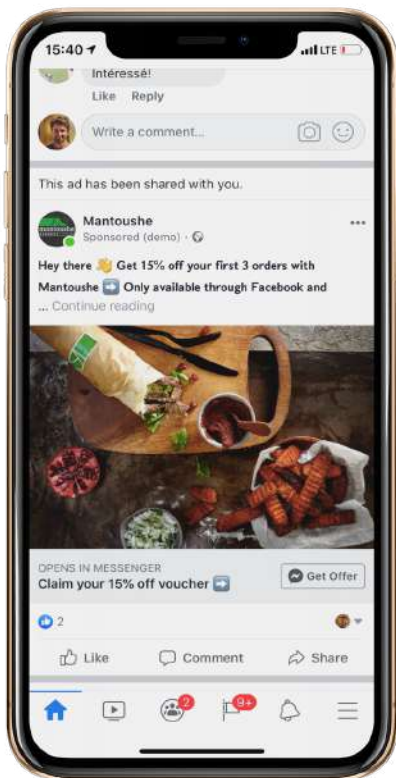 15:40
LTE
Intéressé!
Like Reply
Write a comment...
This ad has been shared with you.
mantoushe
Mantoushe
Sponsored (demo) ·
Hey there 👋 Get 15% off your first 3 orders with
Mantoushe ➡️ Only available through Facebook and
... Continue reading
OPENS IN MESSENGER
Claim your 15% off voucher ➡️
Get Offer
2
Like Comment Share
2 9+